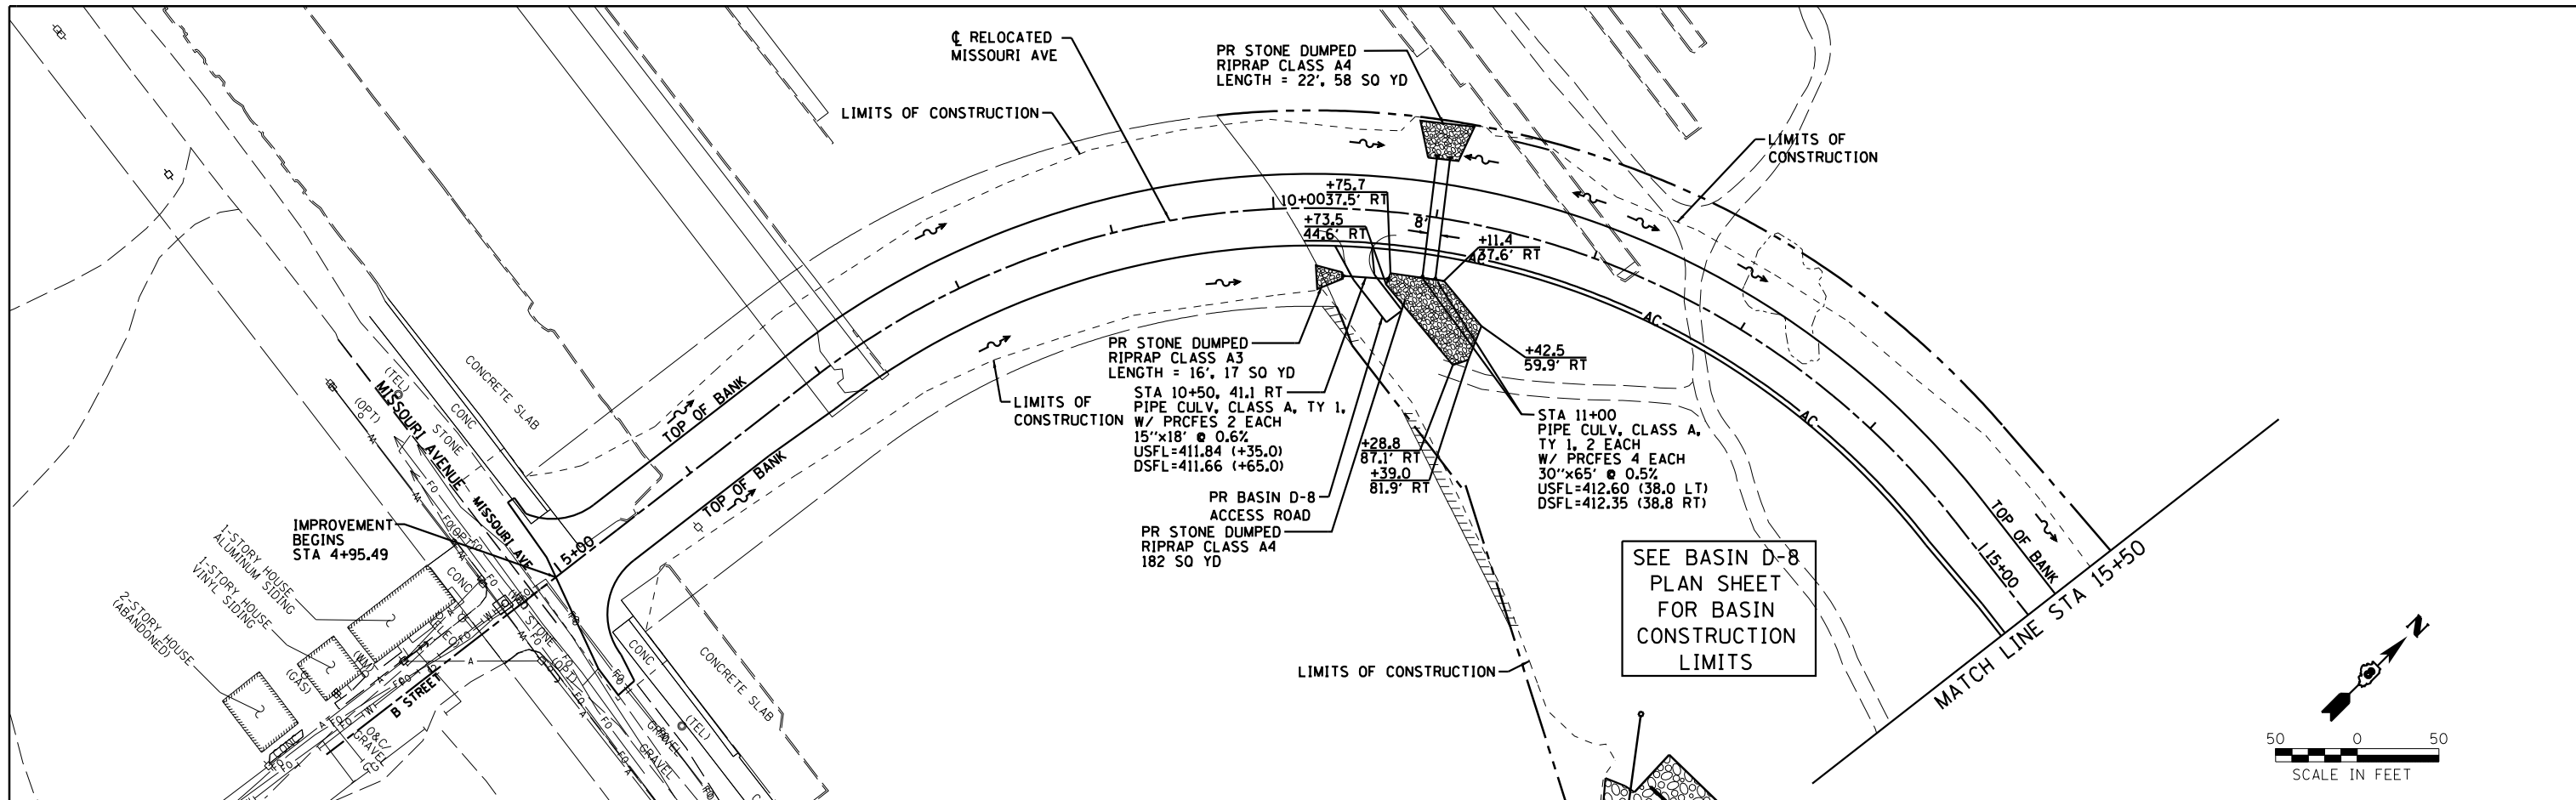 ℄ RELOCATED
MISSOURI AVE
LIMITS OF CONSTRUCTION
PR STONE DUMPED
RIPRAP CLASS A4
LENGTH = 22', 58 SQ YD
LIMITS OF
CONSTRUCTION
+75.7
37.5' RT
10+00
+73.5
44.6' RT
8'
+11.4
37.6' RT
AC
AC
PR STONE DUMPED
RIPRAP CLASS A3
LENGTH = 16', 17 SQ YD
STA 10+50, 41.1 RT
PIPE CULV, CLASS A, TY 1,
W/ PRCFES 2 EACH
15"x18' @ 0.6%
USFL=411.84 (+35.0)
DSFL=411.66 (+65.0)
+42.5
59.9' RT
STA 11+00
PIPE CULV, CLASS A,
TY 1, 2 EACH
W/ PRCFES 4 EACH
30"x65' @ 0.5%
USFL=412.60 (38.0 LT)
DSFL=412.35 (38.8 RT)
+28.8
87.1' RT
+39.0
81.9' RT
PR BASIN D-8
ACCESS ROAD
PR STONE DUMPED
RIPRAP CLASS A4
182 SQ YD
LIMITS OF
CONSTRUCTION
TOP OF BANK
TOP OF BANK
TOP OF BANK
CONCRETE SLAB
(TEL)
(OPT)
CONC
STONE
MISSOURI AVENUE
MISSOURI AVE
IMPROVEMENT
BEGINS
STA 4+95.49
5+00
1-STORY HOUSE
ALUMINUM SIDING
1-STORY HOUSE
VINYL SIDING
2-STORY HOUSE
(ABANDONED)
CONC
STONE
(OPT)
(WM)
(GAS)
B STREET
CONC
O&C/
GRAVEL
CONC
CONCRETE SLAB
(TEL)
GRAVEL
GRAVEL
SEE BASIN D-8
PLAN SHEET
FOR BASIN
CONSTRUCTION
LIMITS
LIMITS OF CONSTRUCTION
15+00
MATCH LINE STA 15+50
N
50 0 50
SCALE IN FEET